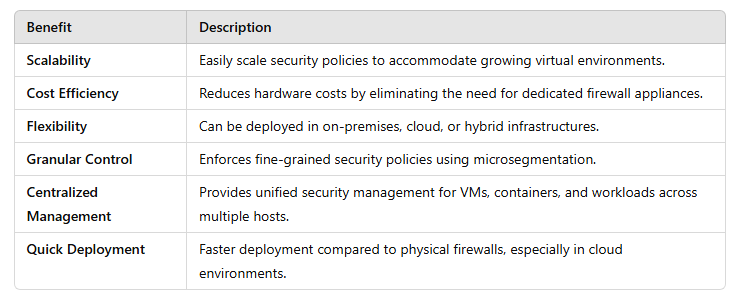 Benefit Description
Scalability Easily scale security policies to accommodate growing virtual environments.
Cost Efficiency Reduces hardware costs by eliminating the need for dedicated firewall appliances.
Flexibility Can be deployed in on-premises, cloud, or hybrid infrastructures.
Granular Control Enforces fine-grained security policies using microsegmentation.
Centralized Provides unified security management for VMs, containers, and workloads across
Management multiple hosts.
Quick Deployment Faster deployment compared to physical firewalls, especially in cloud
environments.